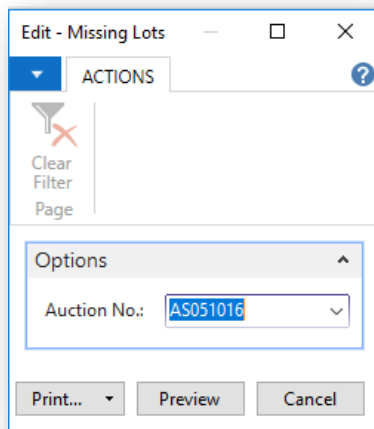 Edit - Missing Lots
ACTIONS
?
Clear
Filter
Page
Options
Auction No.: AS051016
Print... Preview Cancel